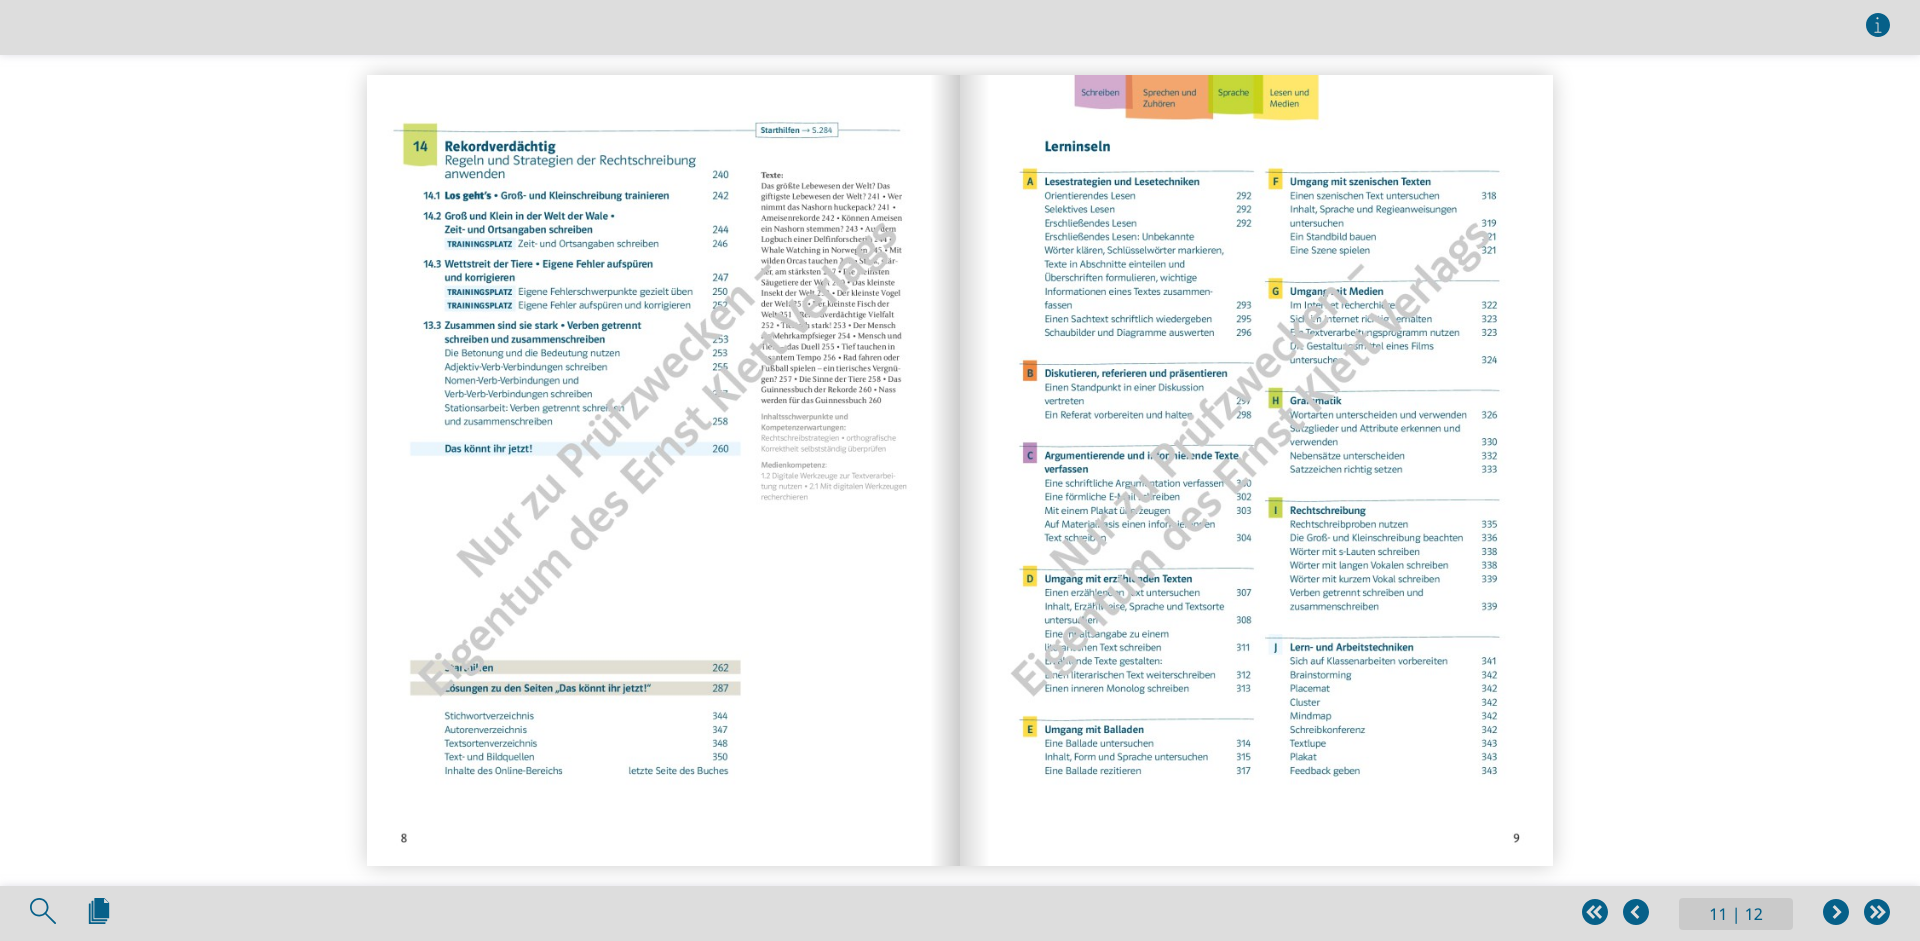 Starthilfen → S.284
14 Rekordverdächtig
Regeln und Strategien der Rechtschreibung
anwenden 240
14.1 Los geht's • Groß- und Kleinschreibung trainieren 242
14.2 Groß und Klein in der Welt der Wale •
Zeit- und Ortsangaben schreiben 244
TRAININGSPLATZ Zeit- und Ortsangaben schreiben 246
14.3 Wettstreit der Tiere • Eigene Fehler aufspüren
und korrigieren 247
TRAININGSPLATZ Eigene Fehlerschwerpunkte gezielt üben 250
TRAININGSPLATZ Eigene Fehler aufspüren und korrigieren 252
13.3 Zusammen sind sie stark • Verben getrennt
schreiben und zusammenschreiben 253
Die Betonung und die Bedeutung nutzen 253
Adjektiv-Verb-Verbindungen schreiben 255
Nomen-Verb-Verbindungen und
Verb-Verb-Verbindungen schreiben
Stationsarbeit: Verben getrennt schreiben
und zusammenschreiben 258
Das könnt ihr jetzt! 260
Texte:
Das größte Lebewesen der Welt? Das
giftigste Lebewesen der Welt? 241 • Wer
nimmt das Nashorn huckepack? 241 •
Ameisenrekorde 242 • Können Ameisen
ein Nashorn stemmen? 243 • Aus dem
Logbuch einer Delfinforscherin
Whale Watching in Norwegen 245 • Mit
wilden Orcas tauchen
am stärksten
Säugetiere der Welt • Das kleinste
Insekt der Welt • Der kleinste Vogel
der Welt • Der kleinste Fisch der
Welt 251 • Rekordverdächtige Vielfalt
252 • Tierisch stark! 253 • Der Mensch
als Mehrkampfsieger 254 • Mensch und
das Duell 255 • Tief tauchen in
Tempo 256 • Rad fahren oder
Fußball spielen – ein tierisches Vergnü-
gen? 257 • Die Sinne der Tiere 258 • Das
Guinnessbuch der Rekorde 260 • Nass
werden für das Guinnessbuch 260
Inhaltsschwerpunkte und
Kompetenzerwartungen:
Rechtschreibstrategien • orthografische
Korrektheit selbstständig überprüfen
Medienkompetenz:
1.2 Digitale Werkzeuge zur Textverarbei-
tung nutzen • 2.1 Mit digitalen Werkzeugen
recherchieren
Nur zu Prüfzwecken –
Eigentum des Ernst Klett Verlags
Starthilfen 262
Lösungen zu den Seiten „Das könnt ihr jetzt!“ 287
Stichwortverzeichnis 344
Autorenverzeichnis 347
Textsortenverzeichnis 348
Text- und Bildquellen 350
Inhalte des Online-Bereichs letzte Seite des Buches
8
Schreiben
Sprechen und
Zuhören
Sprache
Lesen und
Medien
Lerninseln
A Lesestrategien und Lesetechniken
Orientierendes Lesen 292
Selektives Lesen 292
Erschließendes Lesen 292
Erschließendes Lesen: Unbekannte
Wörter klären, Schlüsselwörter markieren,
Texte in Abschnitte einteilen und
Überschriften formulieren, wichtige
Informationen eines Textes zusammen-
fassen 293
Einen Sachtext schriftlich wiedergeben 295
Schaubilder und Diagramme auswerten 296
B Diskutieren, referieren und präsentieren
Einen Standpunkt in einer Diskussion
vertreten 297
Ein Referat vorbereiten und halten 298
C Argumentierende und informierende Texte
verfassen
Eine schriftliche Argumentation verfassen 300
Eine förmliche E-Mail schreiben 302
Mit einem Plakat überzeugen 303
Auf Materialbasis einen informierenden
Text schreiben 304
D Umgang mit erzählenden Texten
Einen erzählenden Text untersuchen 307
Inhalt, Erzählweise, Sprache und Textsorte
untersuchen 308
Eine Inhaltsangabe zu einem
literarischen Text schreiben 311
Erzählende Texte gestalten:
einen literarischen Text weiterschreiben 312
Einen inneren Monolog schreiben 313
E Umgang mit Balladen
Eine Ballade untersuchen 314
Inhalt, Form und Sprache untersuchen 315
Eine Ballade rezitieren 317
F Umgang mit szenischen Texten
Einen szenischen Text untersuchen 318
Inhalt, Sprache und Regieanweisungen
untersuchen 319
Ein Standbild bauen 321
Eine Szene spielen 321
G Umgang mit Medien
Im Internet recherchieren 322
Sich im Internet richtig verhalten 323
Ein Textverarbeitungsprogramm nutzen 323
Die Gestaltungsmittel eines Films
untersuchen 324
H Grammatik
Wortarten unterscheiden und verwenden 326
Satzglieder und Attribute erkennen und
verwenden 330
Nebensätze unterscheiden 332
Satzzeichen richtig setzen 333
I Rechtschreibung
Rechtschreibproben nutzen 335
Die Groß- und Kleinschreibung beachten 336
Wörter mit s-Lauten schreiben 338
Wörter mit langen Vokalen schreiben 338
Wörter mit kurzem Vokal schreiben 339
Verben getrennt schreiben und
zusammenschreiben 339
J Lern- und Arbeitstechniken
Sich auf Klassenarbeiten vorbereiten 341
Brainstorming 342
Placemat 342
Cluster 342
Mindmap 342
Schreibkonferenz 342
Textlupe 343
Plakat 343
Feedback geben 343
Nur zu Prüfzwecken –
Eigentum des Ernst Klett Verlags
9
11 | 12